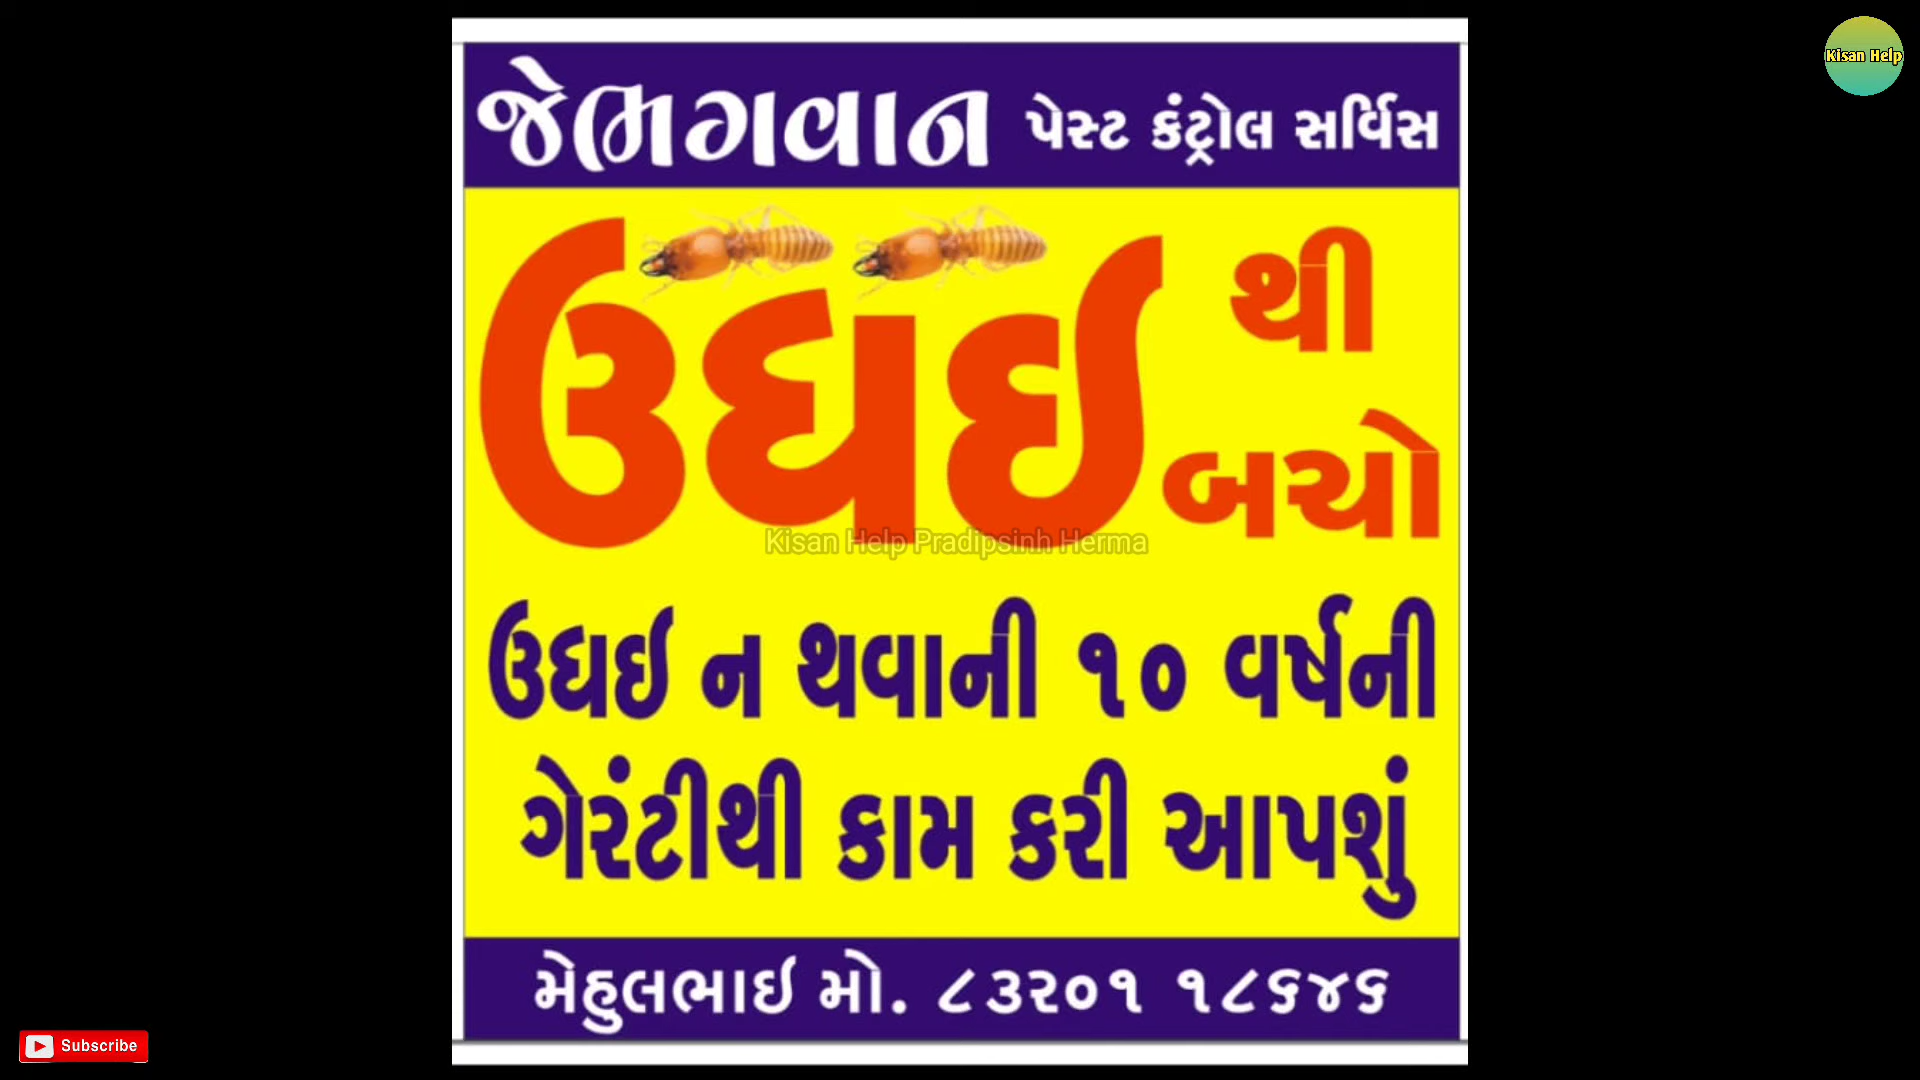 Kisan Help
જેભગવાન પેસ્ટ કંટ્રોલ સર્વિસ
ઉધઇ થી
બચો
Kisan Help Pradipsinh Herma
ઉધઇ ન થવાની ૧૦ વર્ષની
ગેરંટીથી કામ કરી આપશું
મેહુલભાઇ મો. ૮૩૨૦૧ ૧૮૬૪૬
Subscribe